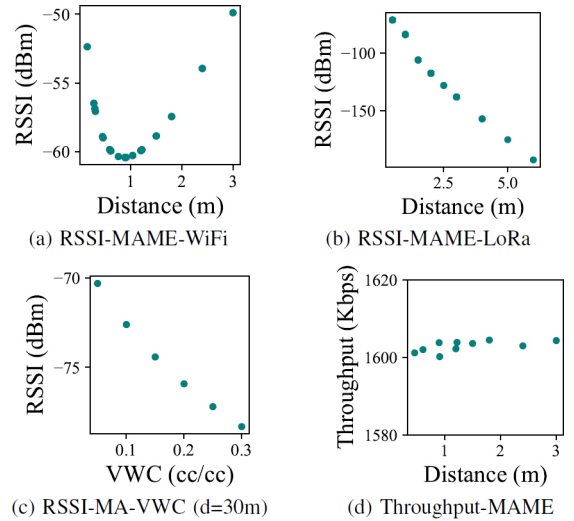 −50
−55
−60
RSSI (dBm)
1
2
3
Distance (m)
(a) RSSI-MAME-WiFi
−100
−150
RSSI (dBm)
2.5
5.0
Distance (m)
(b) RSSI-MAME-LoRa
−70
−75
RSSI (dBm)
0.1
0.2
0.3
VWC (cc/cc)
(c) RSSI-MA-VWC (d=30m)
1620
1600
1580
Throughput (Kbps)
1
2
3
Distance (m)
(d) Throughput-MAME